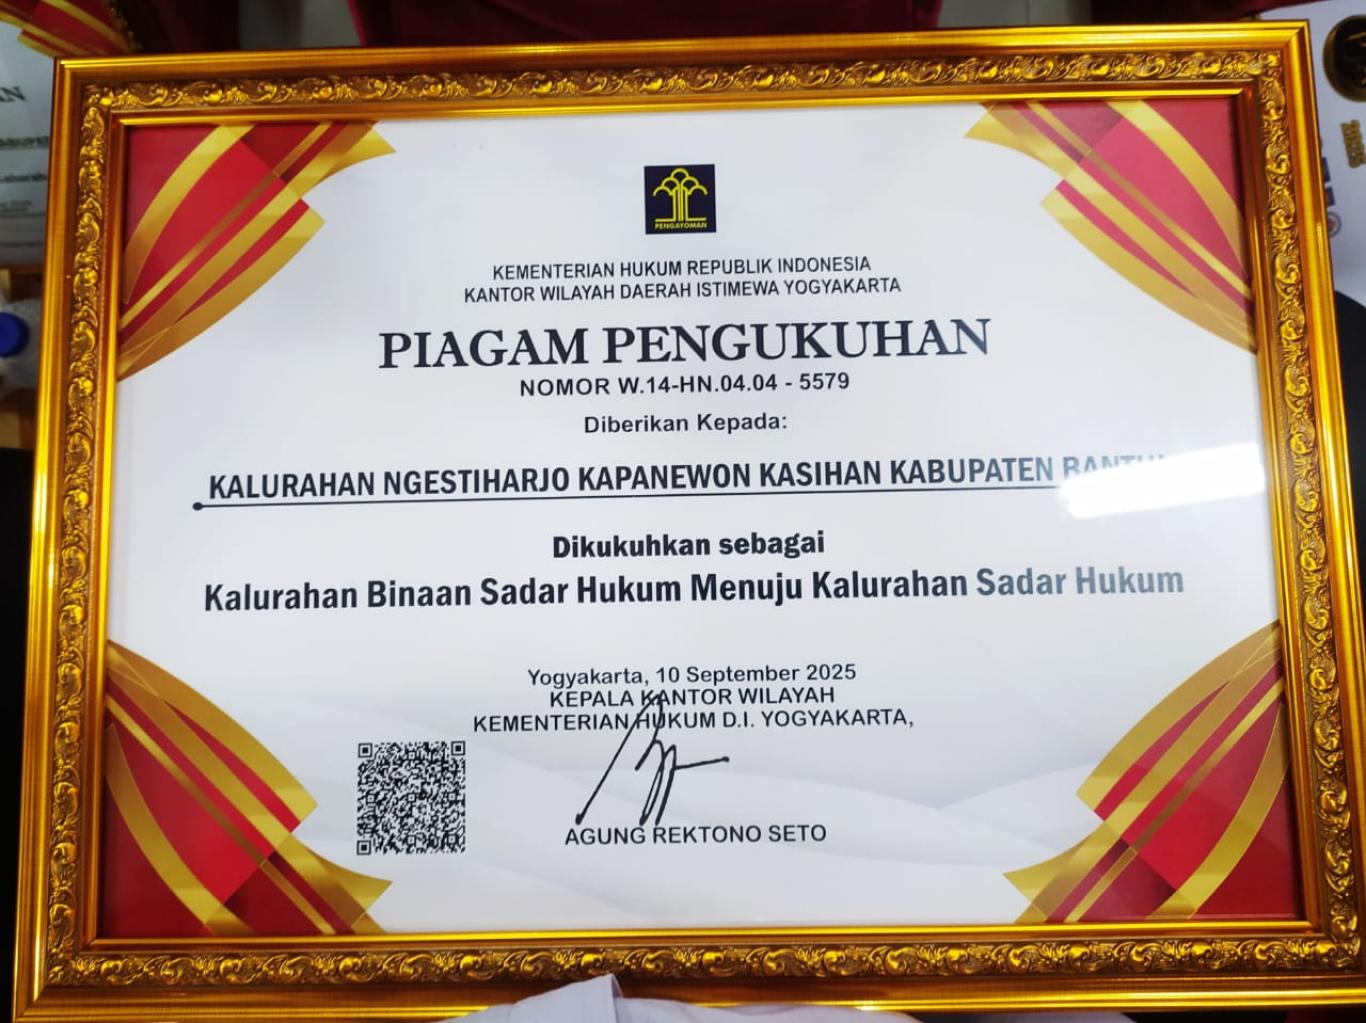 PENGAYOMAN
KEMENTERIAN HUKUM REPUBLIK INDONESIA
KANTOR WILAYAH DAERAH ISTIMEWA YOGYAKARTA
PIAGAM PENGUKUHAN
NOMOR W.14-HN.04.04 - 5579
Diberikan Kepada:
KALURAHAN NGESTIHARJO KAPANEWON KASIHAN KABUPATEN BANTUL
Dikukuhkan sebagai
Kalurahan Binaan Sadar Hukum Menuju Kalurahan Sadar Hukum
Yogyakarta, 10 September 2025
KEPALA KANTOR WILAYAH
KEMENTERIAN HUKUM D.I. YOGYAKARTA,
AGUNG REKTONO SETO